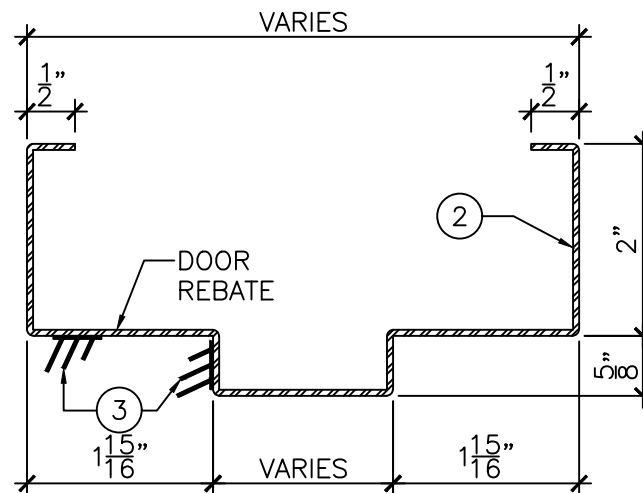 VARIES
1/2"
1/2"
2
2"
DOOR
REBATE
5/8"
3
1 15/16"
VARIES
1 15/16"